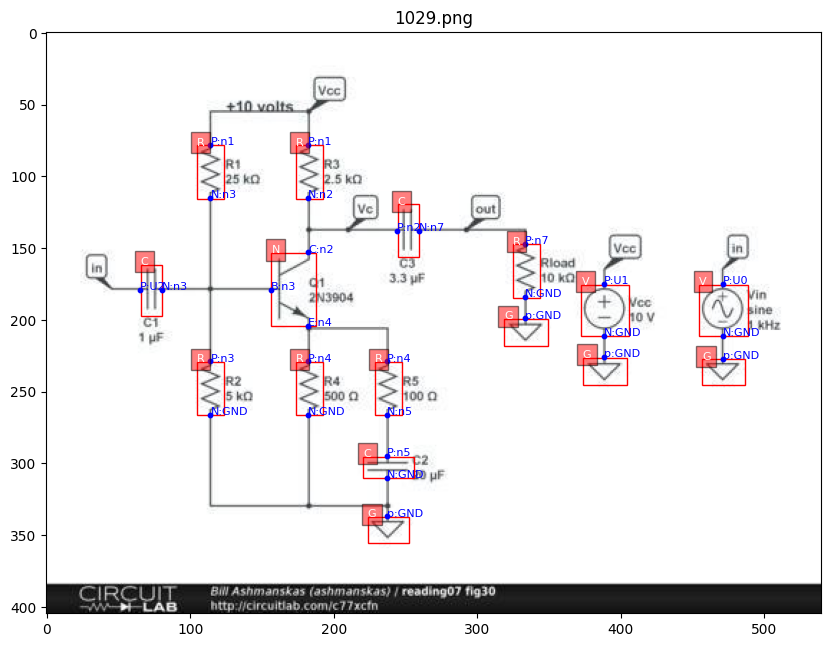 1029.png
0
50
100
150
200
250
300
350
400
0 100 200 300 400 500
Vcc
+10 volts
R P:n1 R P:n1
R1 25 kΩ
N:n3
R3 2.5 kΩ
N:n2
Vc out
C
P:n2 N:n7
C3
3.3 µF
R P:n7
Rload
10 kΩ
N:GND
G p:GND
in
C
P:U2 N:n3
C1
1 µF
N C:n2
B:n3
Q1
2N3904
E:n4
Vcc
V P:U1
Vcc
10 V
N:GND
G p:GND
in
V P:U0
Vin
sine
1 kHz
N:GND
G p:GND
R P:n3
R2
5 kΩ
N:GND
R P:n4
R4
500 Ω
N:GND
R P:n4
R5
100 Ω
N:n5
C P:n5
C2
N:GND
µF
G p:GND
CIRCUIT
LAB
Bill Ashmanskas (ashmanskas) / reading07 fig30
http://circuitlab.com/c77xcfn